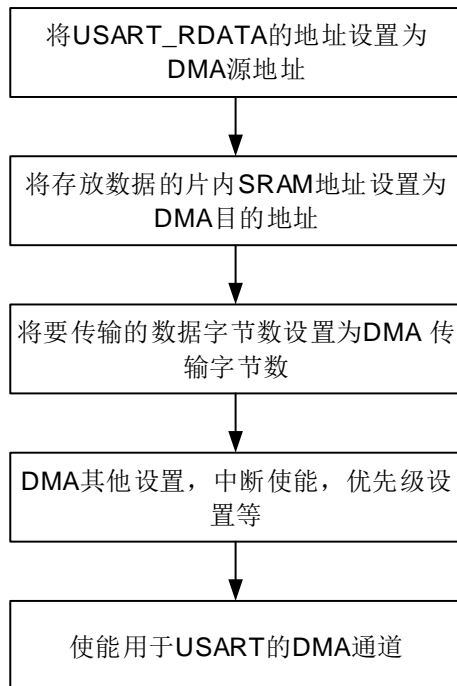 将USART_RDATA的地址设置为
DMA源地址
将存放数据的片内SRAM地址设置为
DMA目的地址
将要传输的数据字节数设置为DMA 传
输字节数
DMA其他设置，中断使能，优先级设
置等
使能用于USART的DMA通道